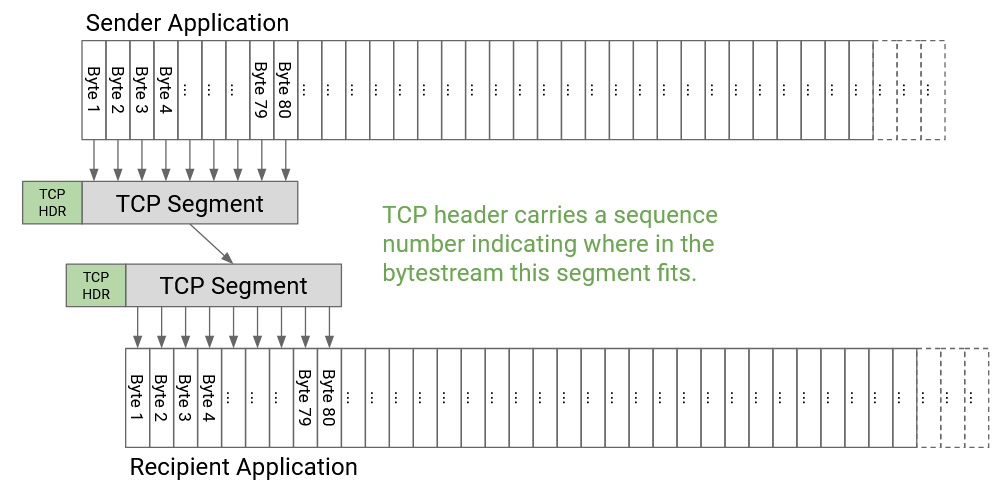 Sender Application
Byte 1
Byte 2
Byte 3
Byte 4
...
...
...
Byte 79
Byte 80
... ... ... ... ... ... ... ... ... ... ... ... ... ... ... ... ... ... ... ... ... ... ... ... ... ... ...
TCP
HDR
TCP Segment
TCP header carries a sequence
number indicating where in the
bytestream this segment fits.
TCP
HDR
TCP Segment
Byte 1
Byte 2
Byte 3
Byte 4
...
...
...
Byte 79
Byte 80
... ... ... ... ... ... ... ... ... ... ... ... ... ... ... ... ... ... ... ... ... ... ... ... ... ... ...
Recipient Application